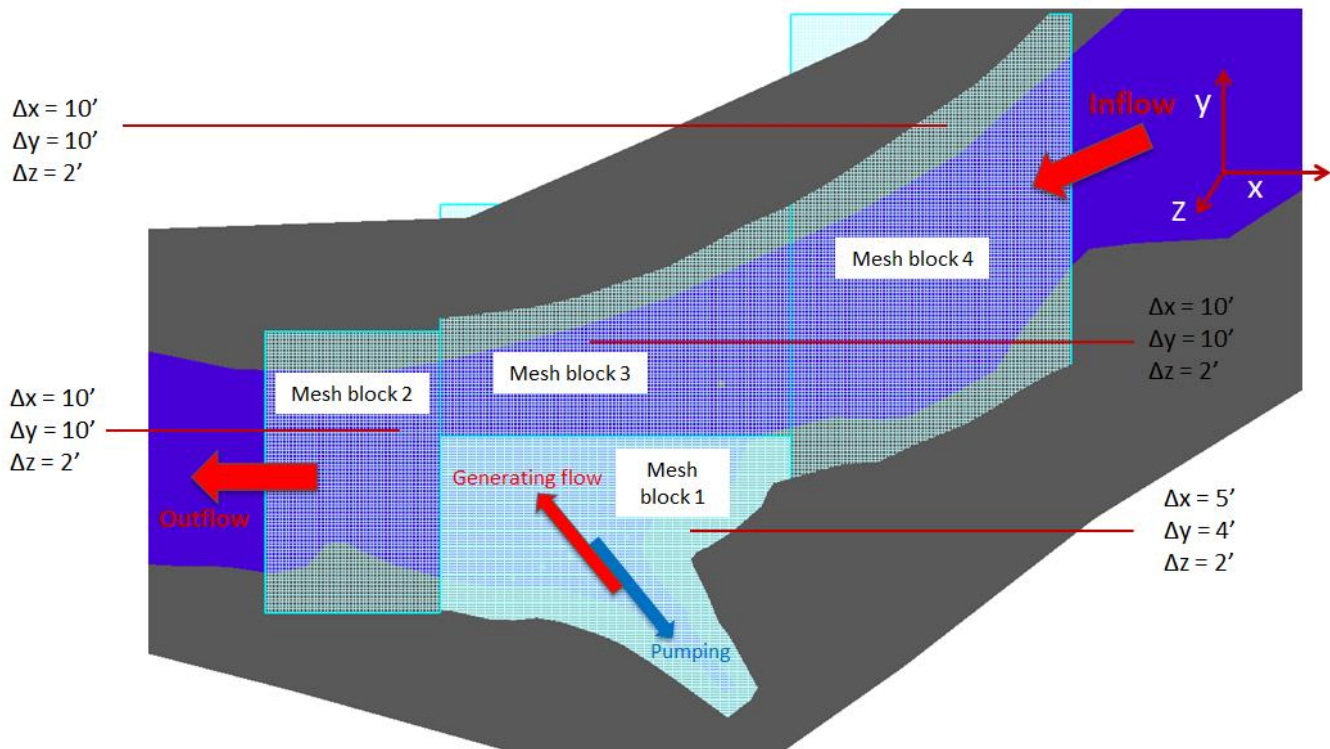 Δx = 10’
Δy = 10’
Δz = 2’
Inflow
y
x
z
Mesh block 4
Δx = 10’
Δy = 10’
Δz = 2’
Mesh block 3
Mesh block 2
Δx = 10’
Δy = 10’
Δz = 2’
Mesh
block 1
Generating flow
Outflow
Δx = 5’
Δy = 4’
Δz = 2’
Pumping